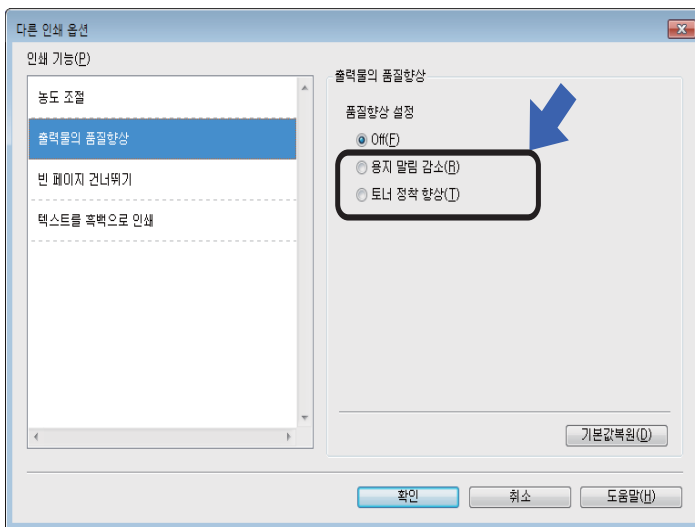 다른 인쇄 옵션
인쇄 기능(P)
농도 조절
출력물의 품질향상
빈 페이지 건너뛰기
텍스트를 흑백으로 인쇄
출력물의 품질향상
품질향상 설정
Off(F)
용지 말림 감소(R)
토너 정착 향상(T)
기본값복원(D)
확인
취소
도움말(H)